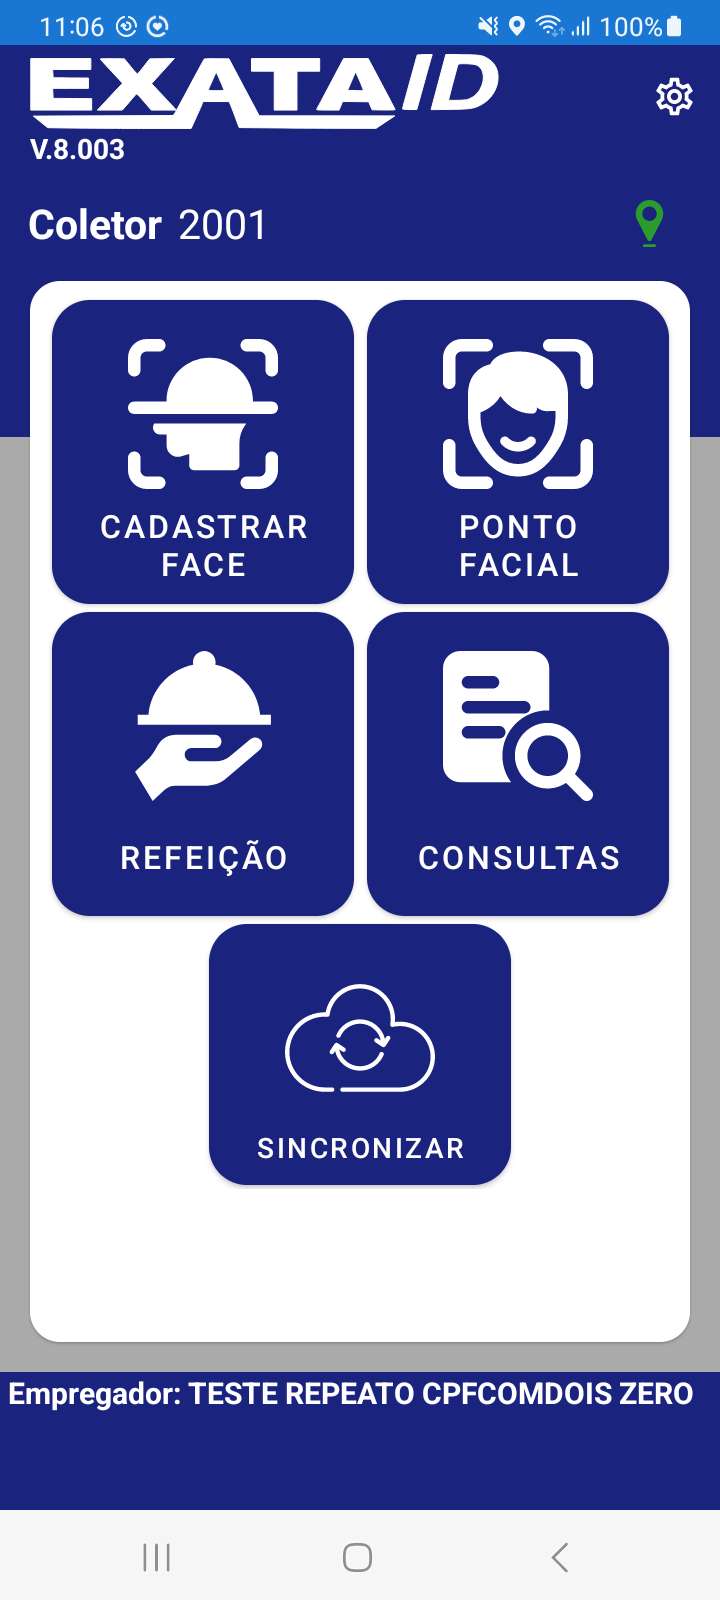 11:06
100%
EXATAID
V.8.003
Coletor 2001
CADASTRAR
FACE
PONTO
FACIAL
REFEIÇÃO
CONSULTAS
SINCRONIZAR
Empregador: TESTE REPEATO CPFCOMDOIS ZERO